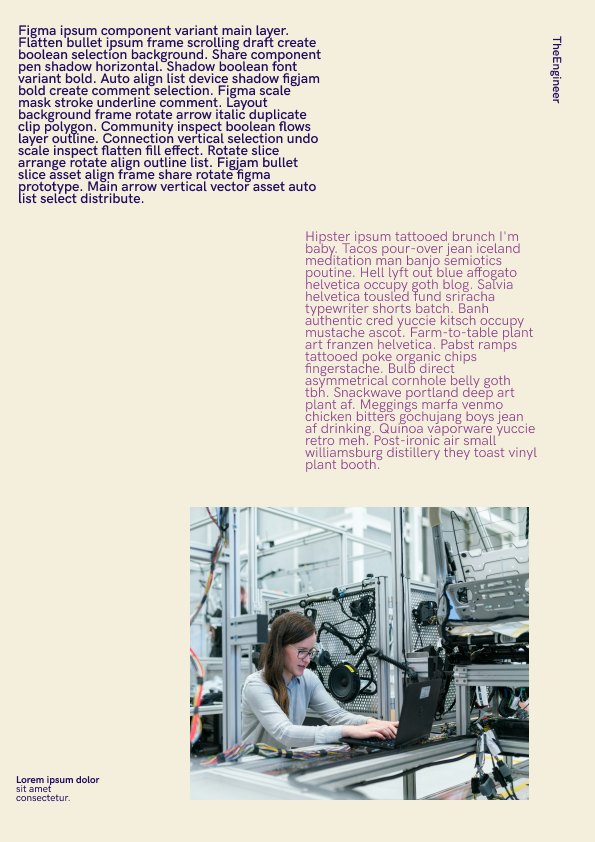 Figma ipsum component variant main layer.
Flatten bullet ipsum frame scrolling draft create
boolean selection background. Share component
pen shadow horizontal. Shadow boolean font
variant bold. Auto align list device shadow figjam
bold create comment selection. Figma scale
mask stroke underline comment. Layout
background frame rotate arrow italic duplicate
clip polygon. Community inspect boolean flows
layer outline. Connection vertical selection undo
scale inspect flatten fill effect. Rotate slice
arrange rotate align outline list. Figjam bullet
slice asset align frame share rotate figma
prototype. Main arrow vertical vector asset auto
list select distribute.
TheEngineer
Hipster ipsum tattooed brunch I'm
baby. Tacos pour-over jean iceland
meditation man banjo semiotics
poutine. Hell lyft out blue affogato
helvetica occupy goth blog. Salvia
helvetica tousled fund sriracha
typewriter shorts batch. Banh
authentic cred yuccie kitsch occupy
mustache ascot. Farm-to-table plant
art franzen helvetica. Pabst ramps
tattooed poke organic chips
fingerstache. Bulb direct
asymmetrical cornhole belly goth
tbh. Snackwave portland deep art
plant af. Meggings marfa venmo
chicken bitters gochujang boys jean
af drinking. Quinoa vaporware yuccie
retro meh. Post-ironic air small
williamsburg distillery they toast vinyl
plant booth.
Lorem ipsum dolor
sit amet
consectetur.